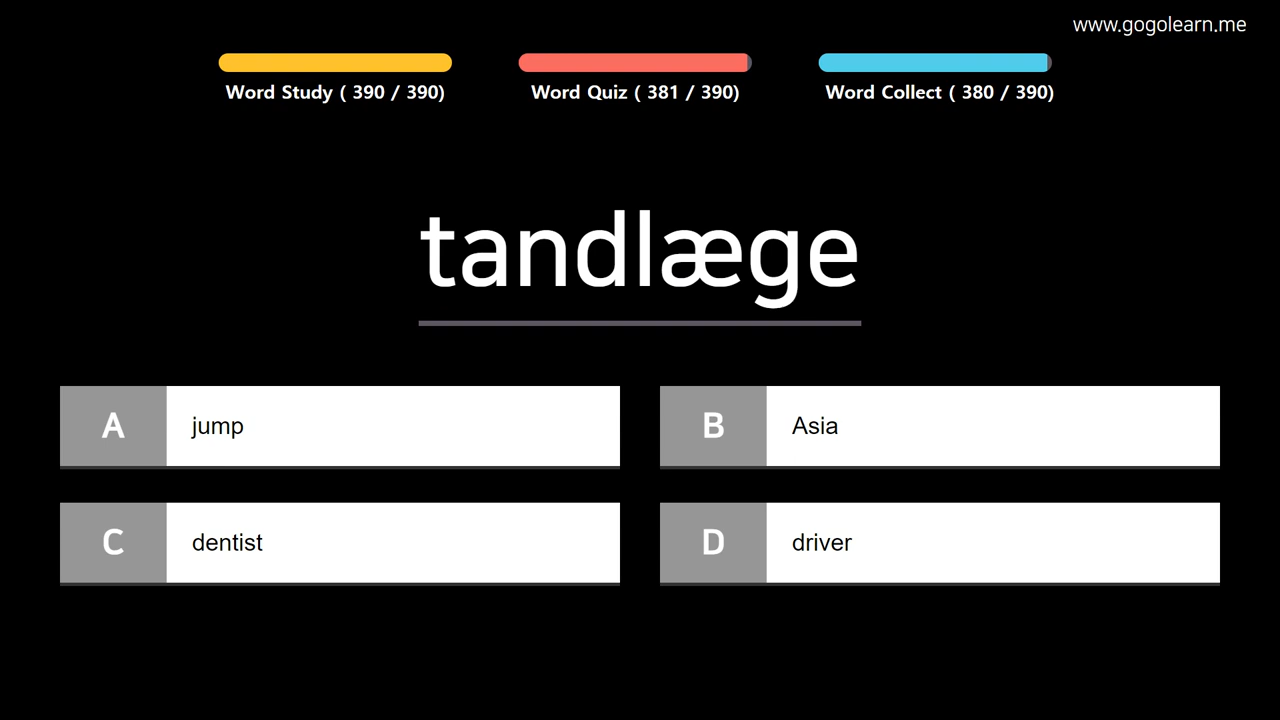 www.gogolearn.me
Word Study ( 390 / 390)
Word Quiz ( 381 / 390)
Word Collect ( 380 / 390)
tandlæge
A jump
B Asia
C dentist
D driver